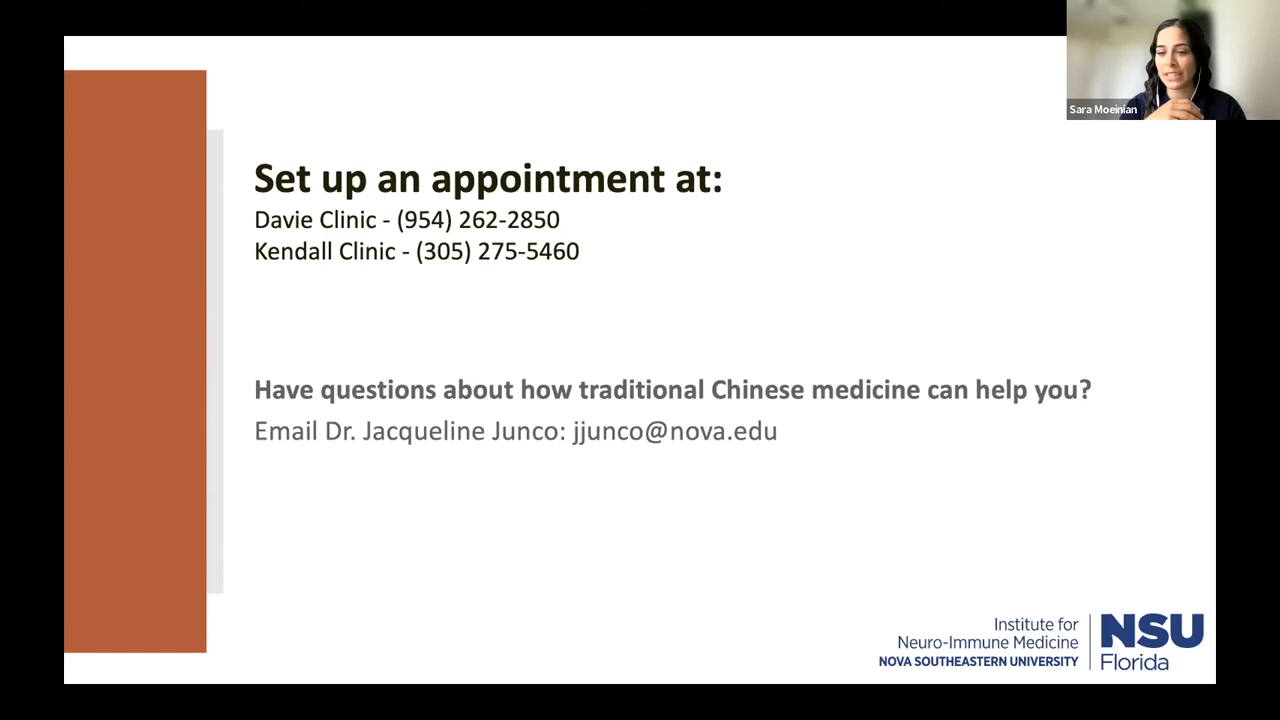 Sara Moeinian
Set up an appointment at:
Davie Clinic - (954) 262-2850
Kendall Clinic - (305) 275-5460
Have questions about how traditional Chinese medicine can help you?
Email Dr. Jacqueline Junco: jjunco@nova.edu
Institute for
Neuro-Immune Medicine
NOVA SOUTHEASTERN UNIVERSITY
NSU
Florida